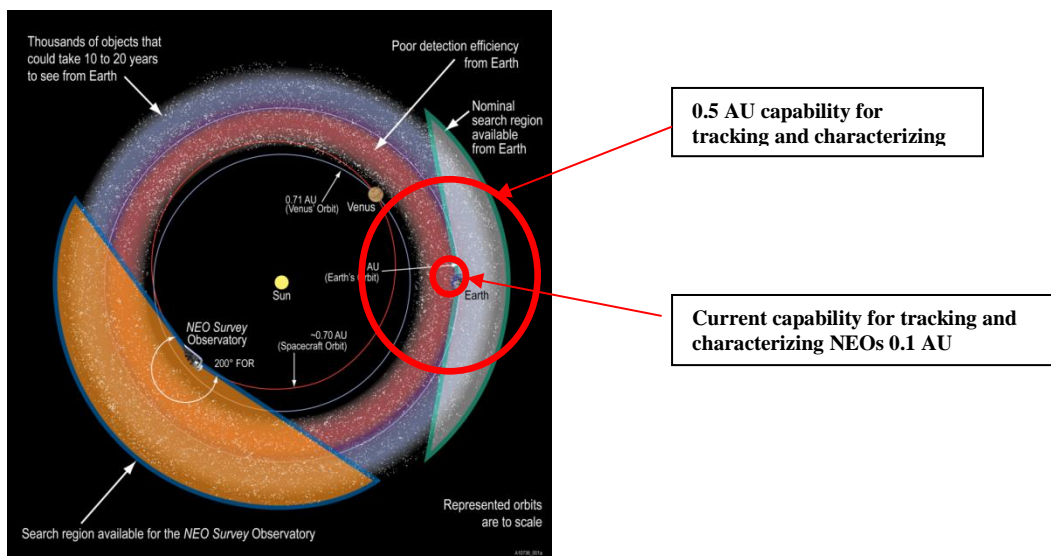 Thousands of objects that
could take 10 to 20 years
to see from Earth
Poor detection efficiency
from Earth
Nominal
search region
available
from Earth
0.5 AU capability for
tracking and characterizing
0.71 AU
(Venus' Orbit)
Venus
AU
(Earth's Orbit)
Sun
Earth
Current capability for tracking and
characterizing NEOs 0.1 AU
NEO Survey
Observatory
200° FOR
~0.70 AU
(Spacecraft Orbit)
Represented orbits
are to scale
Search region available for the NEO Survey Observatory